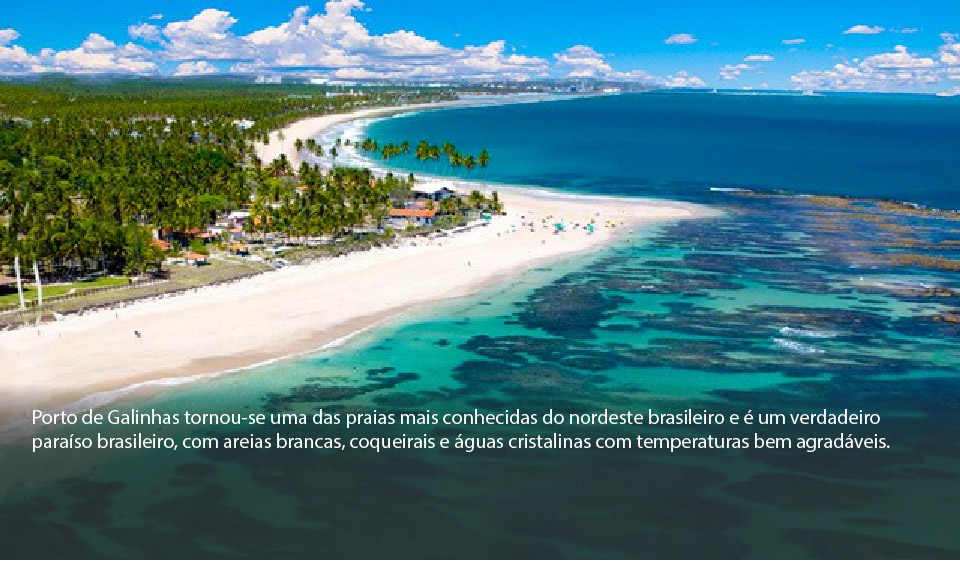 Porto de Galinhas tornou-se uma das praias mais conhecidas do nordeste brasileiro e é um verdadeiro
paraíso brasileiro, com areias brancas, coqueirais e águas cristalinas com temperaturas bem agradáveis.